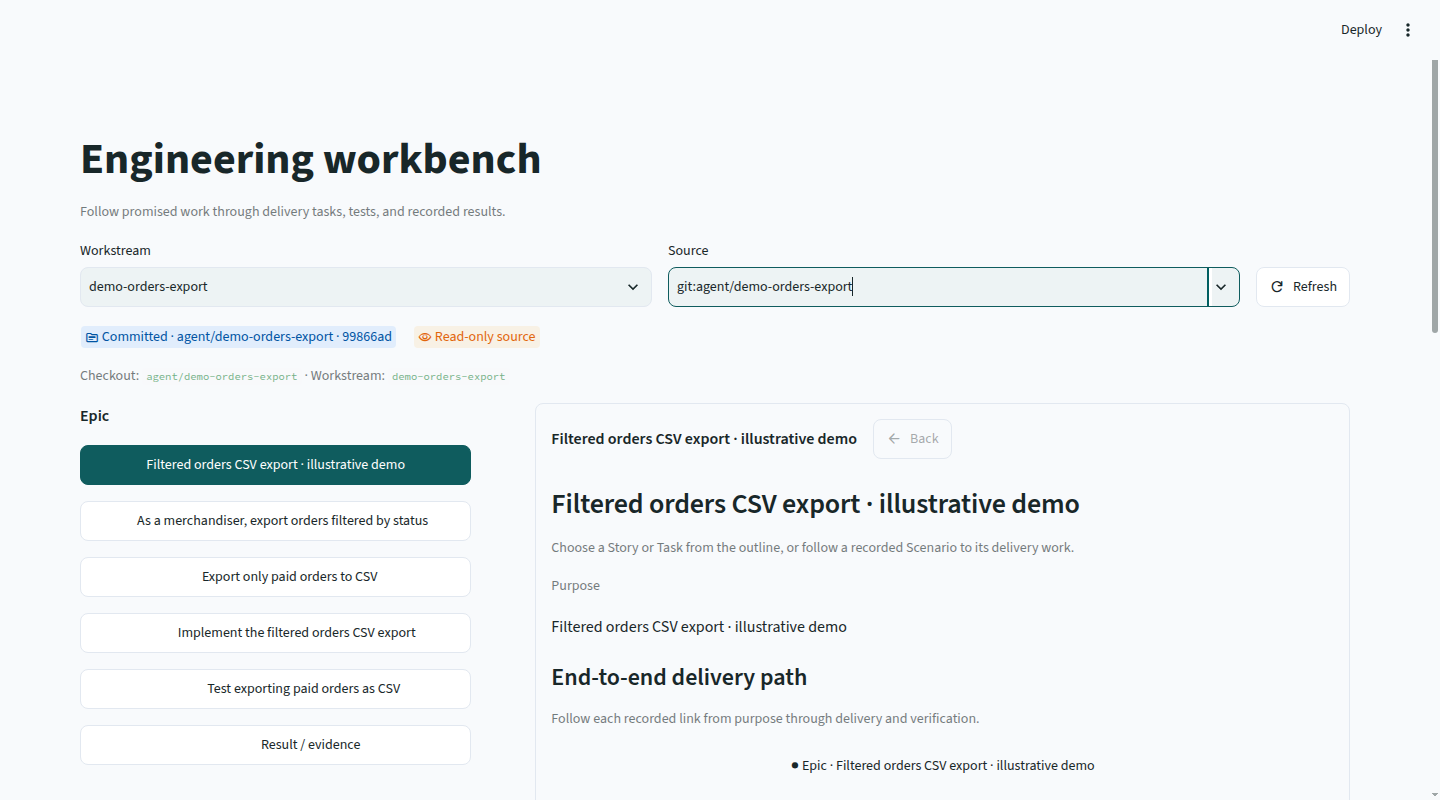 Deploy
Engineering workbench
Follow promised work through delivery tasks, tests, and recorded results.
Workstream
Source
demo-orders-export
git:agent/demo-orders-export
Refresh
Committed · agent/demo-orders-export · 99866ad
Read-only source
Checkout: agent/demo-orders-export · Workstream: demo-orders-export
Epic
Filtered orders CSV export · illustrative demo
As a merchandiser, export orders filtered by status
Export only paid orders to CSV
Implement the filtered orders CSV export
Test exporting paid orders as CSV
Result / evidence
Filtered orders CSV export · illustrative demo
Back
Filtered orders CSV export · illustrative demo
Choose a Story or Task from the outline, or follow a recorded Scenario to its delivery work.
Purpose
Filtered orders CSV export · illustrative demo
End-to-end delivery path
Follow each recorded link from purpose through delivery and verification.
Epic · Filtered orders CSV export · illustrative demo